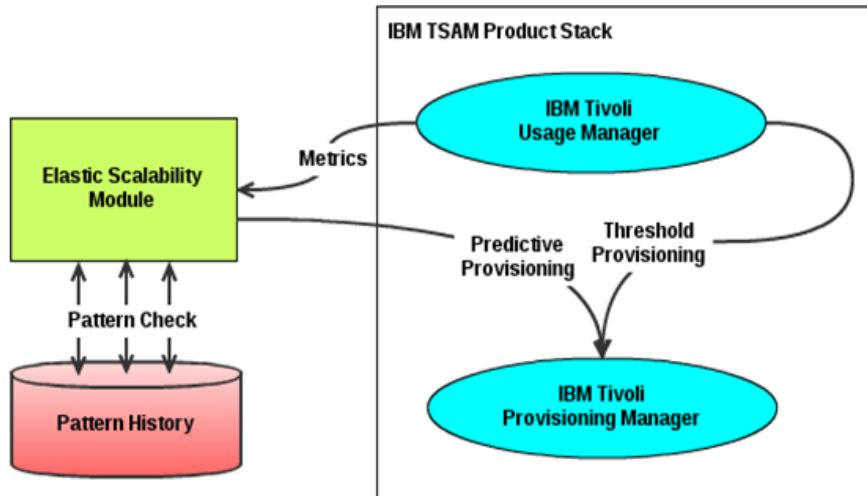 IBM TSAM Product Stack
IBM Tivoli
Usage Manager
Metrics
Elastic Scalability
Module
Predictive
Provisioning
Threshold
Provisioning
Pattern Check
Pattern History
IBM Tivoli
Provisioning Manager